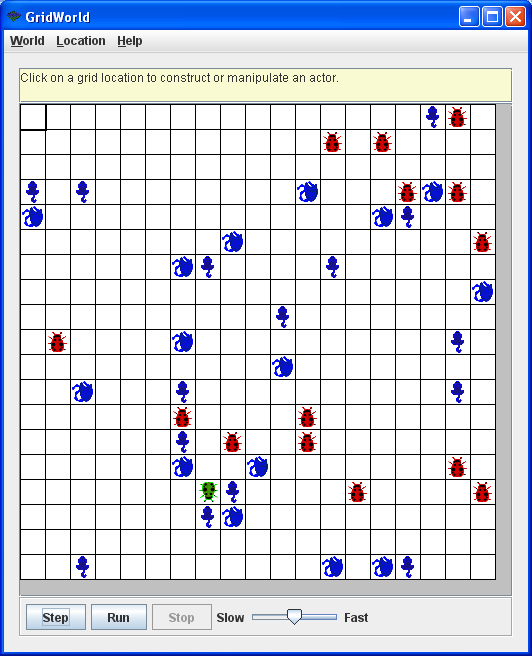 GridWorld
World Location Help
Click on a grid location to construct or manipulate an actor.
Step Run Stop Slow Fast